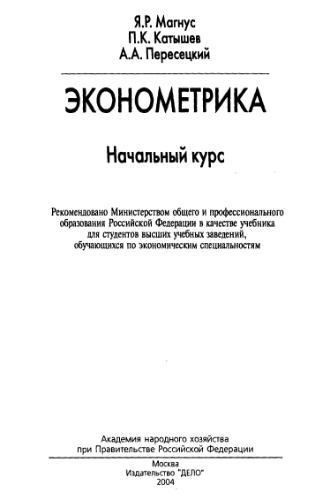 Я.Р. Магнус
П.К. Катышев
А.А. Пересецкий
ЭКОНОМЕТРИКА
Начальный курс
Рекомендовано Министерством общего и профессионального
образования Российской Федерации в качестве учебника
для студентов высших учебных заведений,
обучающихся по экономическим специальностям
Академия народного хозяйства
при Правительстве Российской Федерации
Москва
Издательство "ДЕЛО"
2004